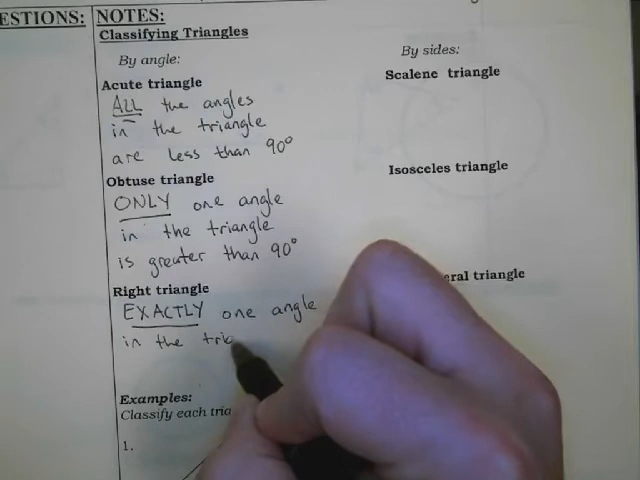 ESTIONS:
NOTES:
Classifying Triangles
By angle:
By sides:
Acute triangle
ALL the angles
in the triangle
are less than 90°
Scalene triangle
Obtuse triangle
ONLY one angle
in the triangle
is greater than 90°
Isosceles triangle
Right triangle
EXACTLY one angle
in the tria
eral triangle
Examples:
Classify each tria
1.